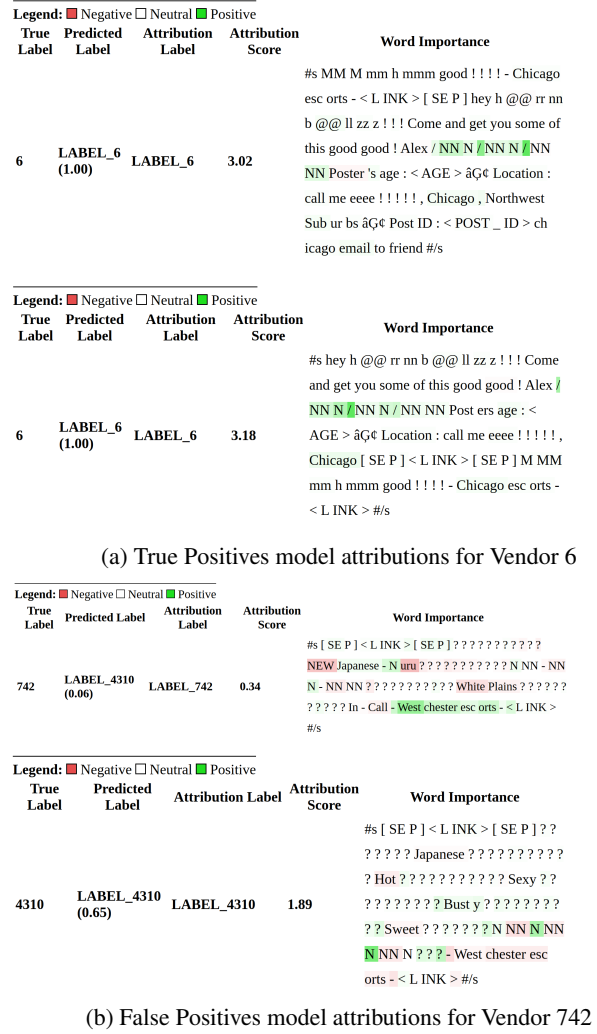 Legend: Negative Neutral Positive
True Label Predicted Label Attribution Label Attribution Score Word Importance
#s MM M mm h mmm good ! ! ! ! - Chicago
esc orts - < L INK > [ SE P ] hey h @@ rr nn
b @@ ll zz z ! ! ! Come and get you some of
this good good ! Alex / NN N / NN N / NN
6 LABEL_6 (1.00) LABEL_6 3.02
NN Poster 's age : < AGE > âĢ¢ Location :
call me eeee ! ! ! ! ! , Chicago , Northwest
Sub ur bs âĢ¢ Post ID : < POST _ ID > ch
icago email to friend #/s
Legend: Negative Neutral Positive
True Label Predicted Label Attribution Label Attribution Score Word Importance
#s hey h @@ rr nn b @@ ll zz z ! ! ! Come
and get you some of this good good ! Alex /
NN N / NN N / NN NN Post ers age : <
6 LABEL_6 (1.00) LABEL_6 3.18
AGE > âĢ¢ Location : call me eeee ! ! ! ! ! ,
Chicago [ SE P ] < L INK > [ SE P ] M MM
mm h mmm good ! ! ! ! - Chicago esc orts -
< L INK > #/s
(a) True Positives model attributions for Vendor 6
Legend: Negative Neutral Positive
True Label Predicted Label Attribution Label Attribution Score Word Importance
#s [ SE P ] < L INK > [ SE P ] ? ? ? ? ? ? ? ? ? ? ?
NEW Japanese - N uru ? ? ? ? ? ? ? ? ? ? ? N NN - NN
742 LABEL_4310 (0.06) LABEL_742 0.34
N - NN NN ? ? ? ? ? ? ? ? ? ? ? White Plains ? ? ? ? ? ?
? ? ? ? ? In - Call - West chester esc orts - < L INK >
#/s
Legend: Negative Neutral Positive
True Label Predicted Label Attribution Label Attribution Score Word Importance
#s [ SE P ] < L INK > [ SE P ] ? ?
? ? ? ? ? Japanese ? ? ? ? ? ? ? ? ? ?
? Hot ? ? ? ? ? ? ? ? ? ? ? Sexy ? ?
? ? ? ? ? ? ? ? ? Bust y ? ? ? ? ? ? ? ?
4310 LABEL_4310 (0.65) LABEL_4310 1.89
? ? Sweet ? ? ? ? ? ? ? N NN N NN
N NN N ? ? ? - West chester esc
orts - < L INK > #/s
(b) False Positives model attributions for Vendor 742